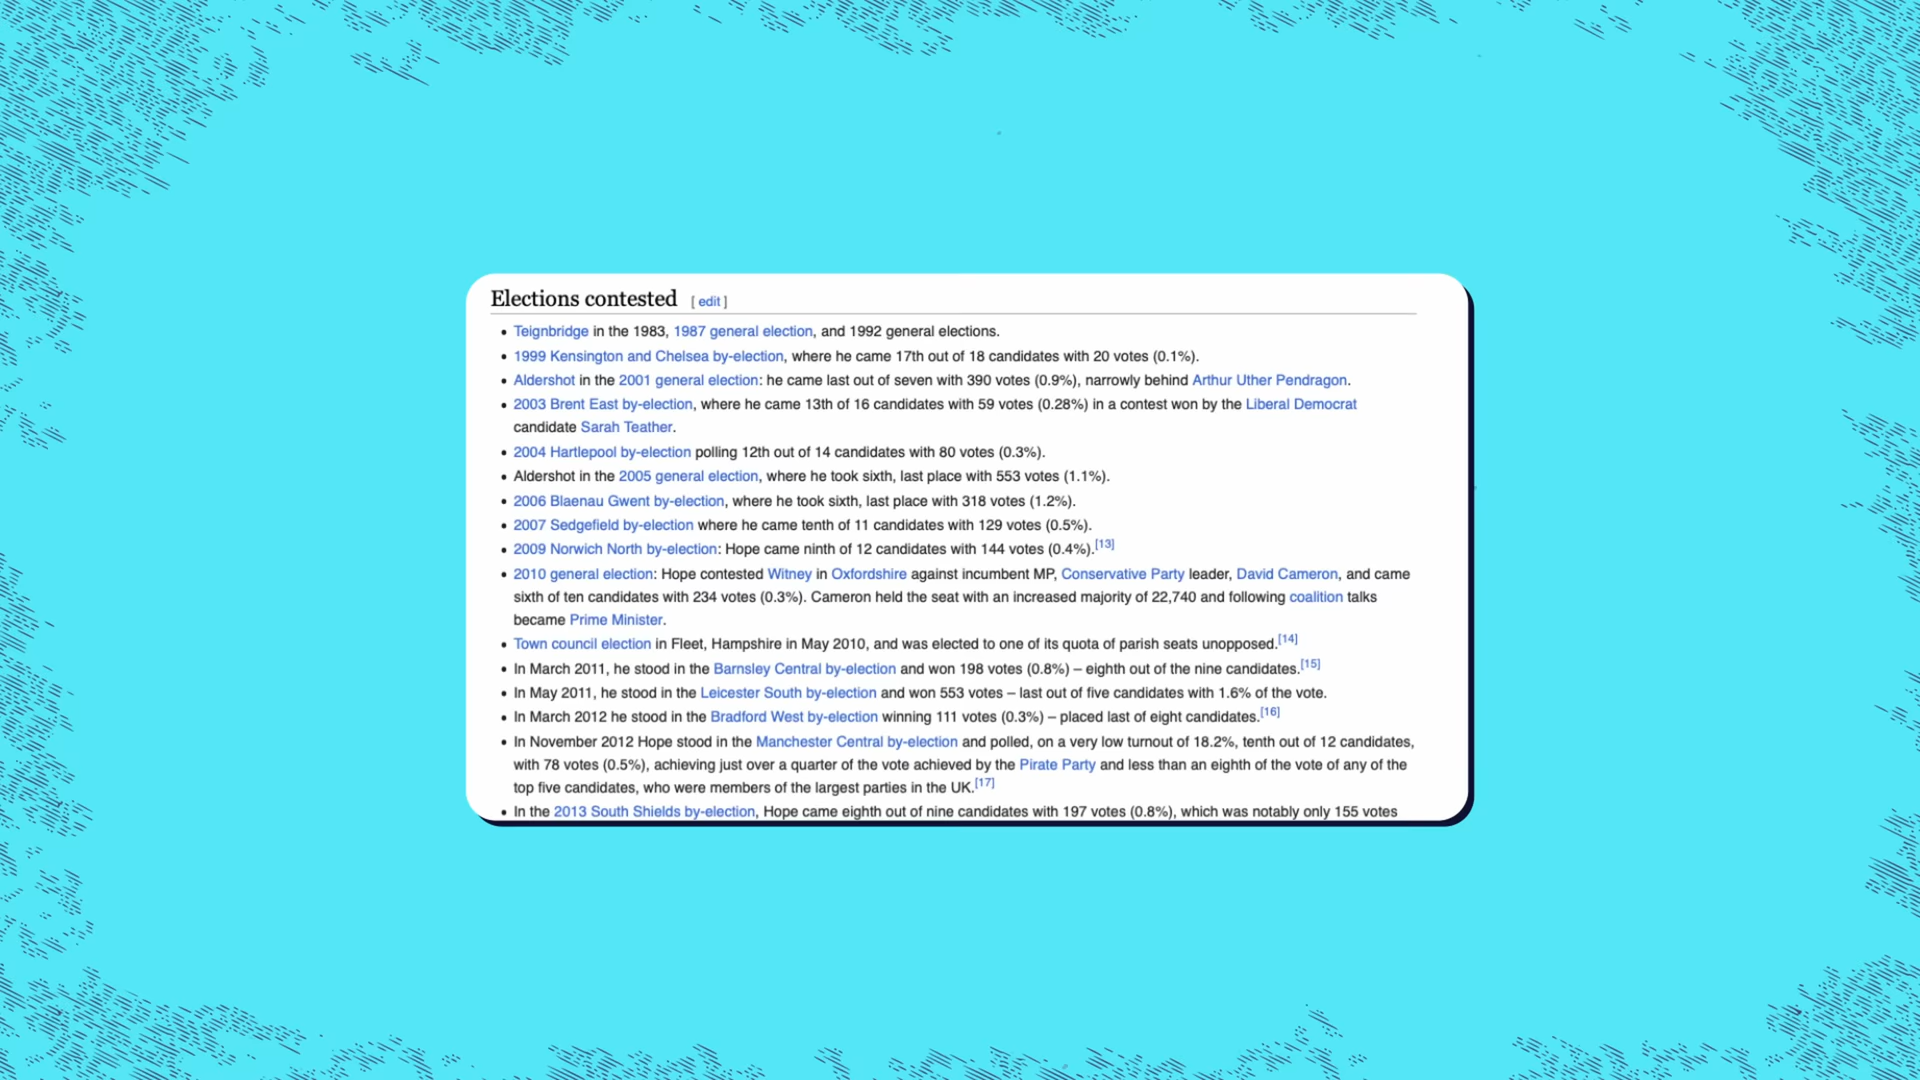 Elections contested [ edit ]
• Teignbridge in the 1983, 1987 general election, and 1992 general elections.
• 1999 Kensington and Chelsea by-election, where he came 17th out of 18 candidates with 20 votes (0.1%).
• Aldershot in the 2001 general election: he came last out of seven with 390 votes (0.9%), narrowly behind Arthur Uther Pendragon.
• 2003 Brent East by-election, where he came 13th of 16 candidates with 59 votes (0.28%) in a contest won by the Liberal Democrat
candidate Sarah Teather.
• 2004 Hartlepool by-election polling 12th out of 14 candidates with 80 votes (0.3%).
• Aldershot in the 2005 general election, where he took sixth, last place with 553 votes (1.1%).
• 2006 Blaenau Gwent by-election, where he took sixth, last place with 318 votes (1.2%).
• 2007 Sedgefield by-election where he came tenth of 11 candidates with 129 votes (0.5%).
• 2009 Norwich North by-election: Hope came ninth of 12 candidates with 144 votes (0.4%).[13]
• 2010 general election: Hope contested Witney in Oxfordshire against incumbent MP, Conservative Party leader, David Cameron, and came
sixth of ten candidates with 234 votes (0.3%). Cameron held the seat with an increased majority of 22,740 and following coalition talks
became Prime Minister.
• Town council election in Fleet, Hampshire in May 2010, and was elected to one of its quota of parish seats unopposed.[14]
• In March 2011, he stood in the Barnsley Central by-election and won 198 votes (0.8%) – eighth out of the nine candidates.[15]
• In May 2011, he stood in the Leicester South by-election and won 553 votes – last out of five candidates with 1.6% of the vote.
• In March 2012 he stood in the Bradford West by-election winning 111 votes (0.3%) – placed last of eight candidates.[16]
• In November 2012 Hope stood in the Manchester Central by-election and polled, on a very low turnout of 18.2%, tenth out of 12 candidates,
with 78 votes (0.5%), achieving just over a quarter of the vote achieved by the Pirate Party and less than an eighth of the vote of any of the
top five candidates, who were members of the largest parties in the UK.[17]
• In the 2013 South Shields by-election, Hope came eighth out of nine candidates with 197 votes (0.8%), which was notably only 155 votes